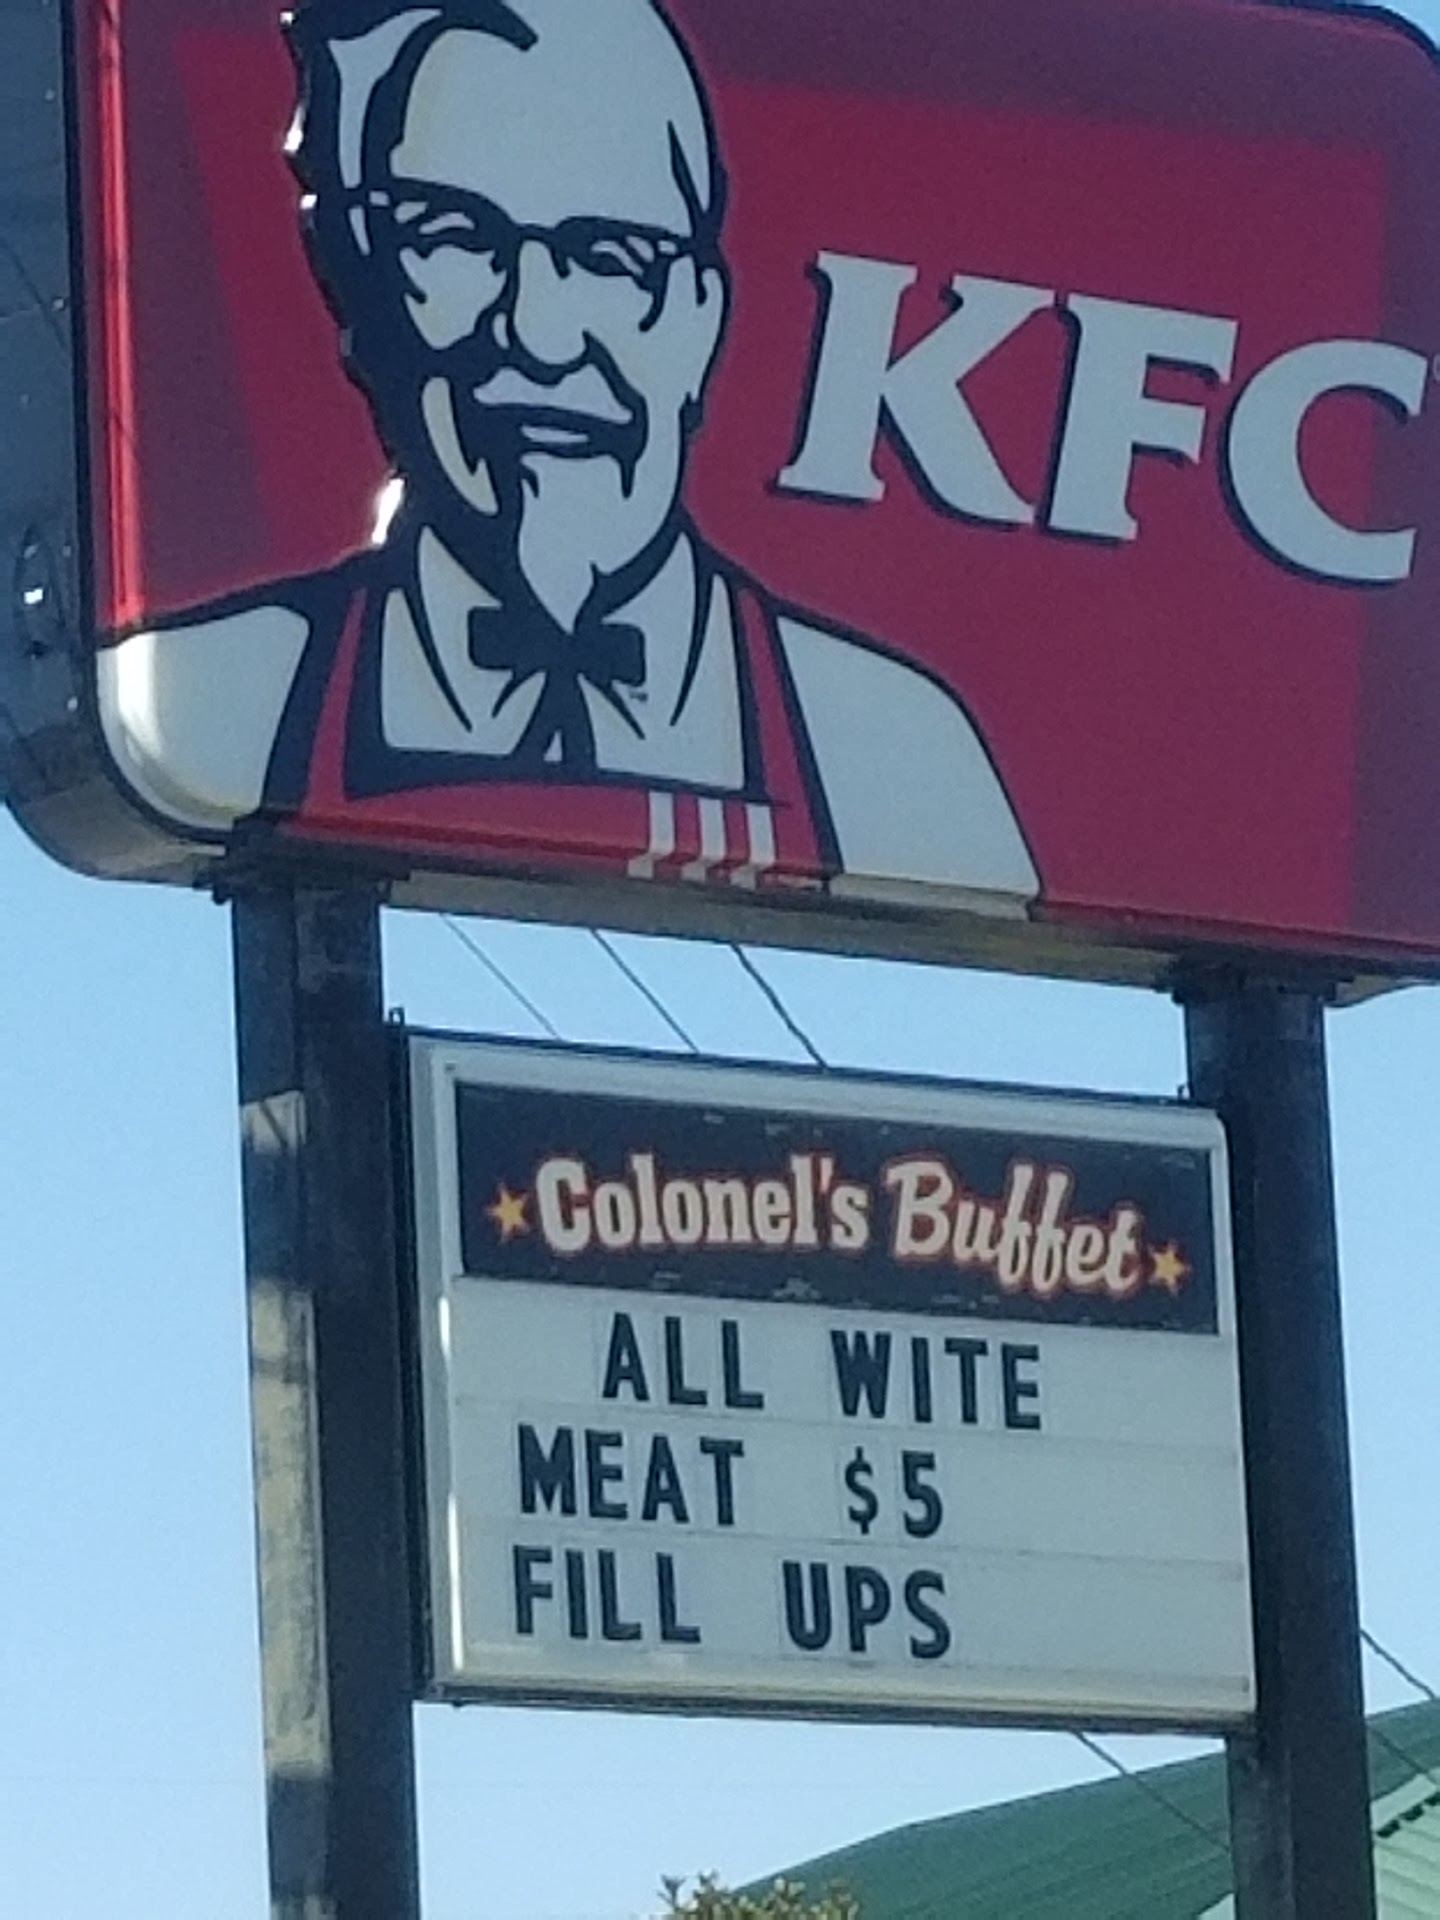 KFC
Colonel's Buffet
ALL WITE
MEAT $5
FILL UPS